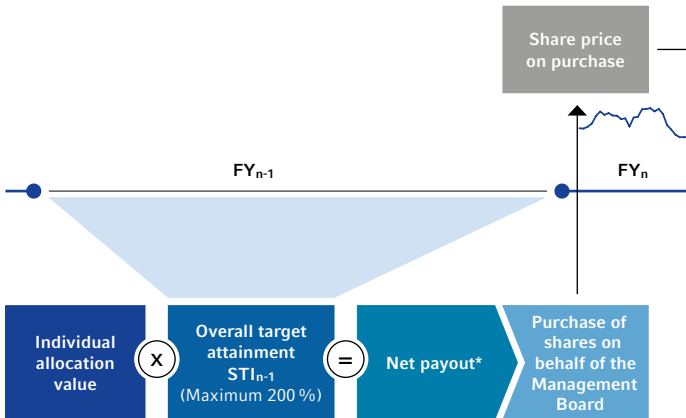 Share price
on purchase
FYₙ₋₁
FYₙ
Individual
allocation
value
X
Overall target
attainment
STIₙ₋₁
(Maximum 200 %)
=
Net payout*
Purchase of
shares on
behalf of the
Management
Board